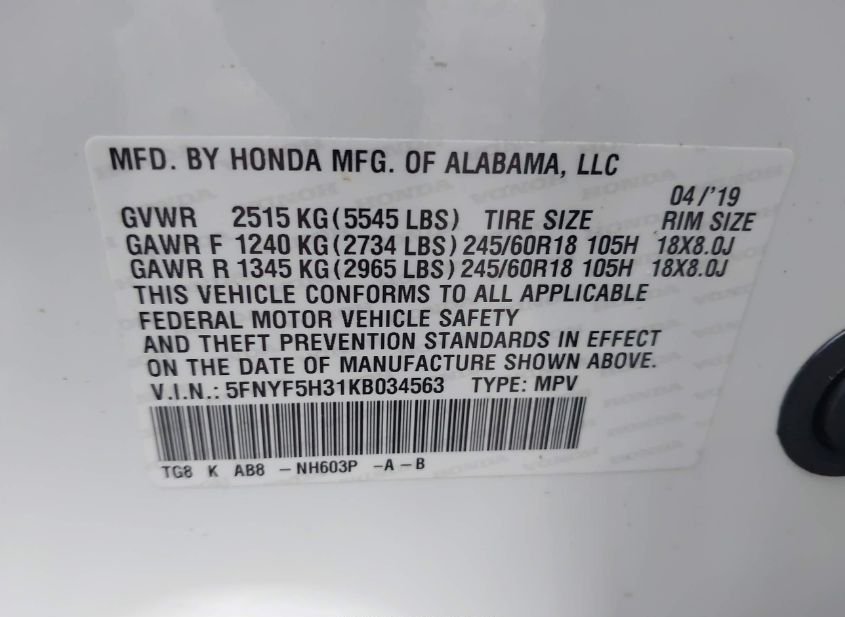 MFD. BY HONDA MFG. OF ALABAMA, LLC
04/'19
GVWR 2515 KG (5545 LBS) TIRE SIZE RIM SIZE
GAWR F 1240 KG (2734 LBS) 245/60R18 105H 18X8.0J
GAWR R 1345 KG (2965 LBS) 245/60R18 105H 18X8.0J
THIS VEHICLE CONFORMS TO ALL APPLICABLE
FEDERAL MOTOR VEHICLE SAFETY
AND THEFT PREVENTION STANDARDS IN EFFECT
ON THE DATE OF MANUFACTURE SHOWN ABOVE.
V.I.N.: 5FNYF5H31KB034563 TYPE: MPV
TG8 K AB8 -NH603P -A-B